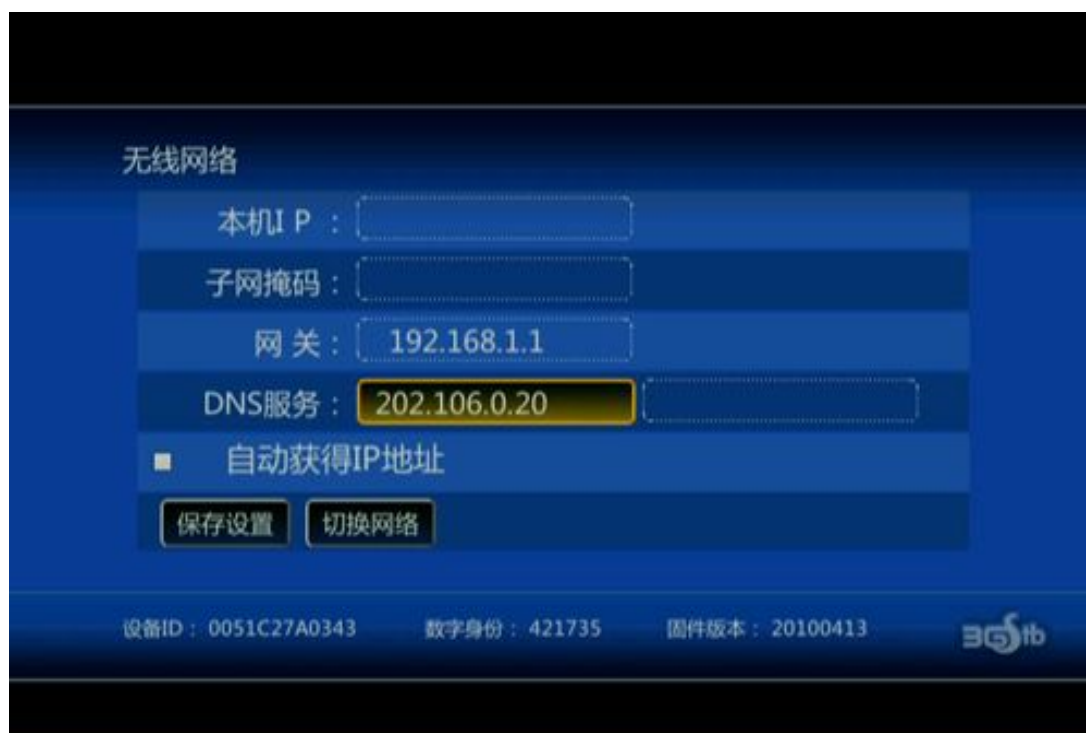 无线网络
本机I P :
子网掩码 :
网 关 : 192.168.1.1
DNS服务 : 202.106.0.20
自动获得IP地址
保存设置 切换网络
设备ID : 0051C27A0343 数字身份 : 421735 固件版本 : 20100413
3GStb